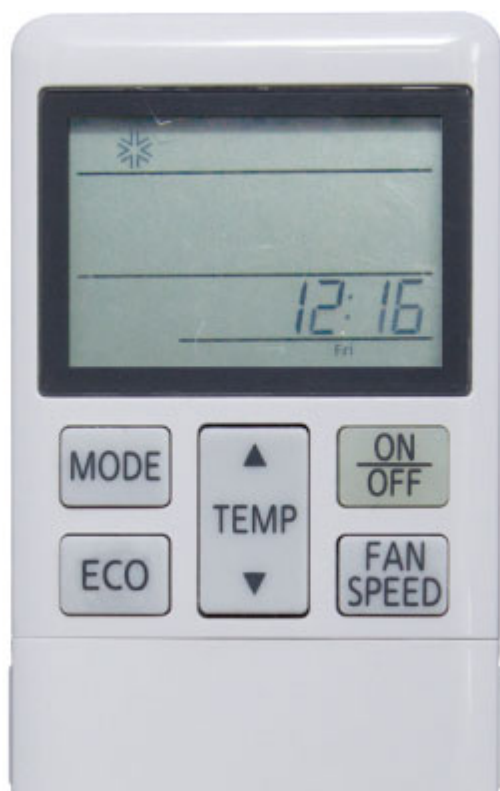 12:16
Fri
MODE
▲
TEMP
▼
ON
OFF
ECO
FAN
SPEED